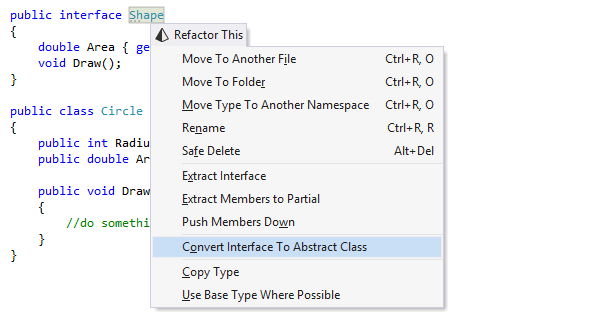 public interface Shape
{
double Area { ge
void Draw();
}
public class Circle
{
public int Radiu
public double Ar
public void Draw
{
//do somethi
}
}
Refactor This
Move To Another File Ctrl+R, O
Move To Folder Ctrl+R, O
Move Type To Another Namespace Ctrl+R, O
Rename Ctrl+R, R
Safe Delete Alt+Del
Extract Interface
Extract Members to Partial
Push Members Down
Convert Interface To Abstract Class
Copy Type
Use Base Type Where Possible